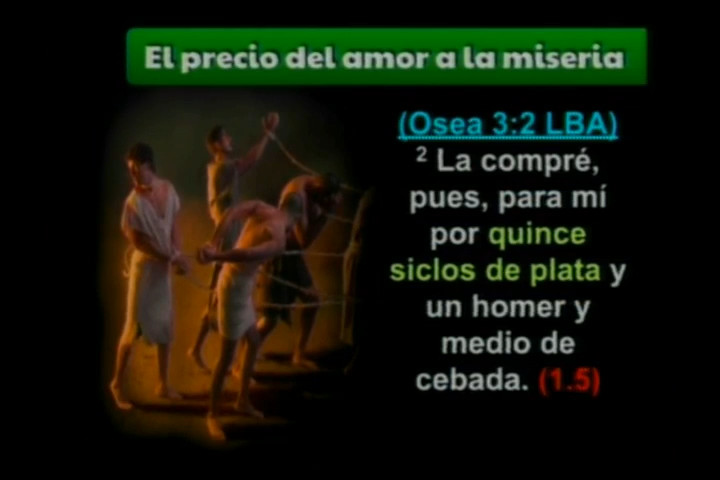 El precio del amor a la miseria
(Osea 3:2 LBA)
2 La compré,
pues, para mí
por quince
siclos de plata y
un homer y
medio de
cebada. (1.5)